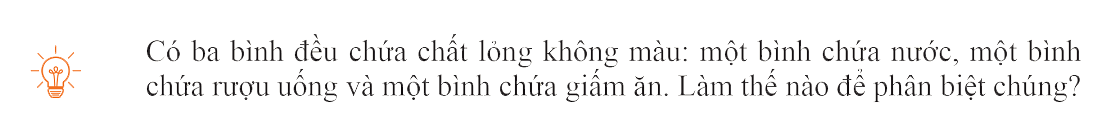 Có ba bình đều chứa chất lỏng không màu: một bình chứa nước, một bình
chứa rượu uống và một bình chứa giấm ăn. Làm thế nào để phân biệt chúng?